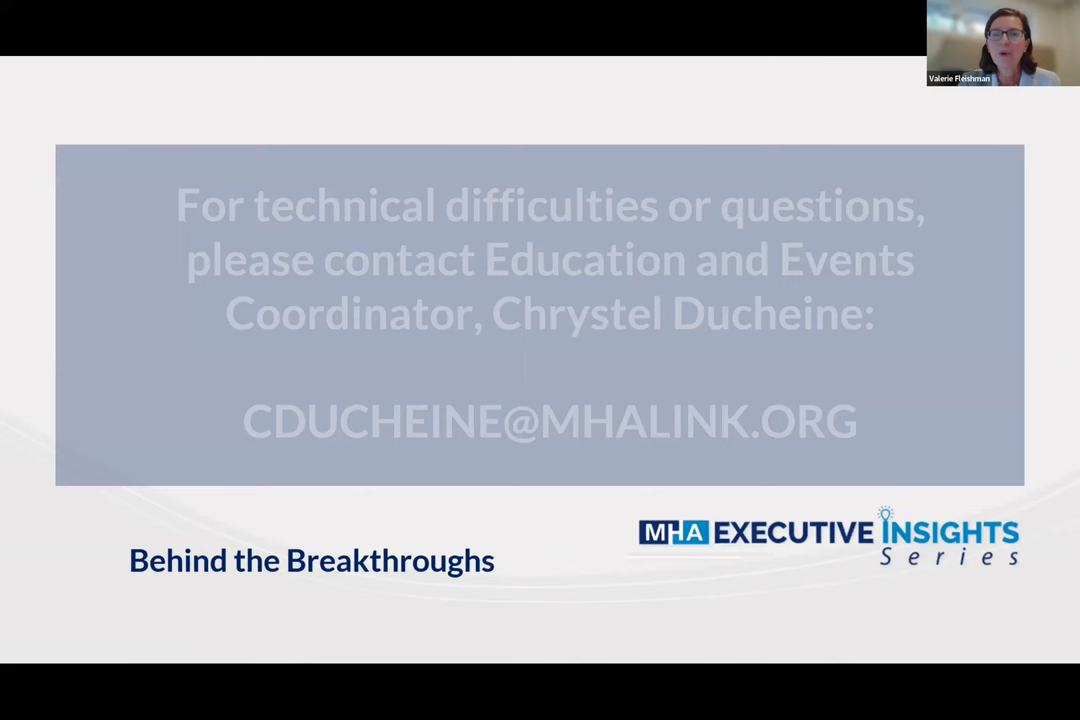 Valerie Fleishman
For technical difficulties or questions,
please contact Education and Events
Coordinator, Chrystel Ducheine:
CDUCHEINE@MHALINK.ORG
MHA EXECUTIVE INSIGHTS
Series
Behind the Breakthroughs